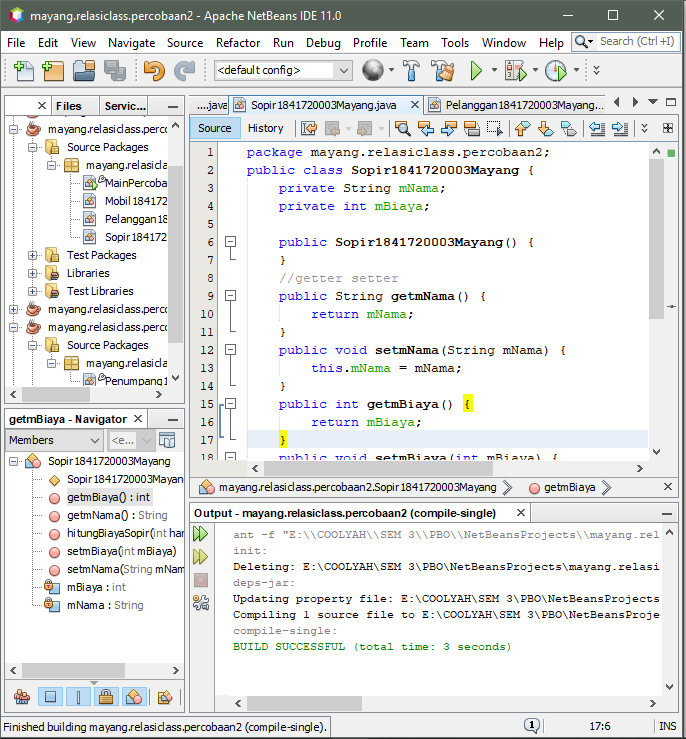 mayang.relasiclass.percobaan2 - Apache NetBeans IDE 11.0
File Edit View Navigate Source Refactor Run Debug Profile Team Tools Window Help Search (Ctrl+I)
<default config>
Files Servic... ....java Sopir1841720003Mayang.java Pelanggan1841720003Mayang....
Source History
mayang.relasiclass.perco
Source Packages
mayang.relasicla
MainPercoba
Mobil18417
Pelanggan18
Sopir184172
Test Packages
Libraries
Test Libraries
mayang.relasiclass.perco
mayang.relasiclass.perco
Source Packages
mayang.relasicla
Penumpang1
1 package mayang.relasiclass.percobaan2;
2 public class Sopir1841720003Mayang {
3 private String mNama;
4 private int mBiaya;
5
6 public Sopir1841720003Mayang() {
7 }
8 //getter setter
9 public String getmNama() {
10 return mNama;
11 }
12 public void setmNama(String mNama) {
13 this.mNama = mNama;
14 }
15 public int getmBiaya() {
16 return mBiaya;
17 }
18 public void setmBiaya(int mBiaya) {
mayang.relasiclass.percobaan2.Sopir1841720003Mayang getmBiaya
getmBiaya - Navigator
Members <e...
Sopir1841720003Mayang
Sopir1841720003Mayan
getmBiaya() : int
getmNama() : String
hitungBiayaSopir(int har
setmBiaya(int mBiaya)
setmNama(String mNam
mBiaya : int
mNama : String
Output - mayang.relasiclass.percobaan2 (compile-single)
ant -f "E:\\COOLYAH\\SEM 3\\PBO\\NetBeansProjects\\mayang.rel
init:
Deleting: E:\COOLYAH\SEM 3\PBO\NetBeansProjects\mayang.relasi
deps-jar:
Updating property file: E:\COOLYAH\SEM 3\PBO\NetBeansProjects
Compiling 1 source file to E:\COOLYAH\SEM 3\PBO\NetBeansProje
compile-single:
BUILD SUCCESSFUL (total time: 3 seconds)
Finished building mayang.relasiclass.percobaan2 (compile-single). 1 17:6 INS